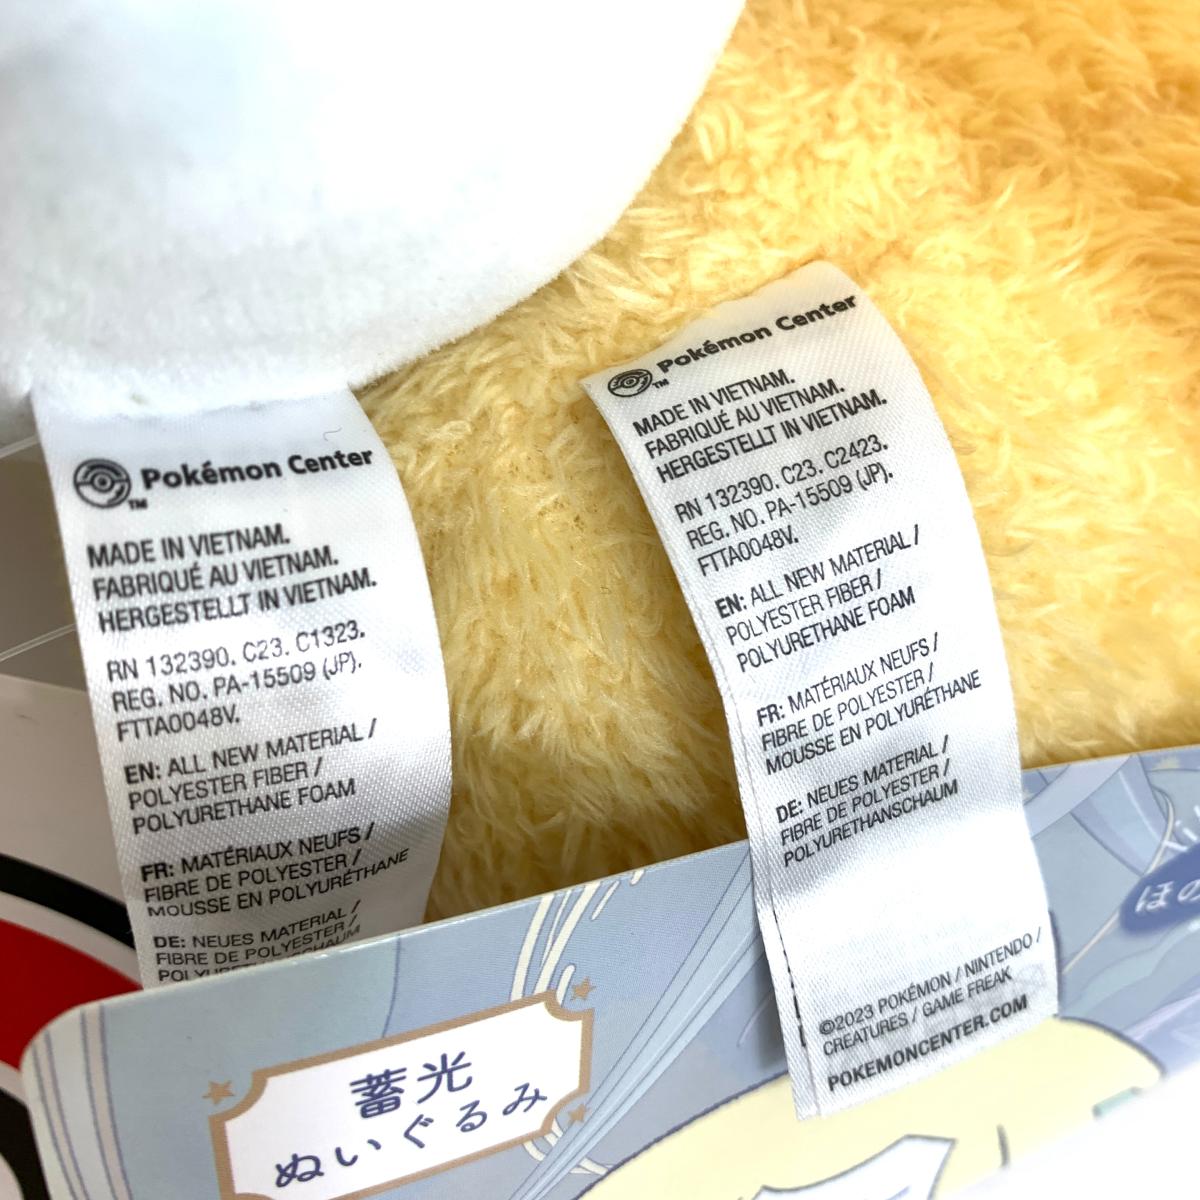 Pokémon Center
TM
MADE IN VIETNAM.
FABRIQUÉ AU VIETNAM.
HERGESTELLT IN VIETNAM.
RN 132390. C23. C1323.
REG. NO. PA-15509 (JP).
FTTA0048V.
EN: ALL NEW MATERIAL /
POLYESTER FIBER /
POLYURETHANE FOAM
FR: MATÉRIAUX NEUFS /
FIBRE DE POLYESTER /
MOUSSE EN POLYURÉTHANE
DE: NEUES MATERIAL /
FIBRE DE POLYESTER /
POLYURETHANSCHAUM
Pokémon Center
TM
MADE IN VIETNAM.
FABRIQUÉ AU VIETNAM.
HERGESTELLT IN VIETNAM.
RN 132390. C23. C2423.
REG. NO. PA-15509 (JP).
FTTA0048V.
EN: ALL NEW MATERIAL /
POLYESTER FIBER /
POLYURETHANE FOAM
FR: MATÉRIAUX NEUFS /
FIBRE DE POLYESTER /
MOUSSE EN POLYURÉTHANE
DE: NEUES MATERIAL /
FIBRE DE POLYESTER /
POLYURETHANSCHAUM
©2023 POKÉMON / NINTENDO /
CREATURES / GAME FREAK
POKEMONCENTER.COM
蓄光
ぬいぐるみ
ほの